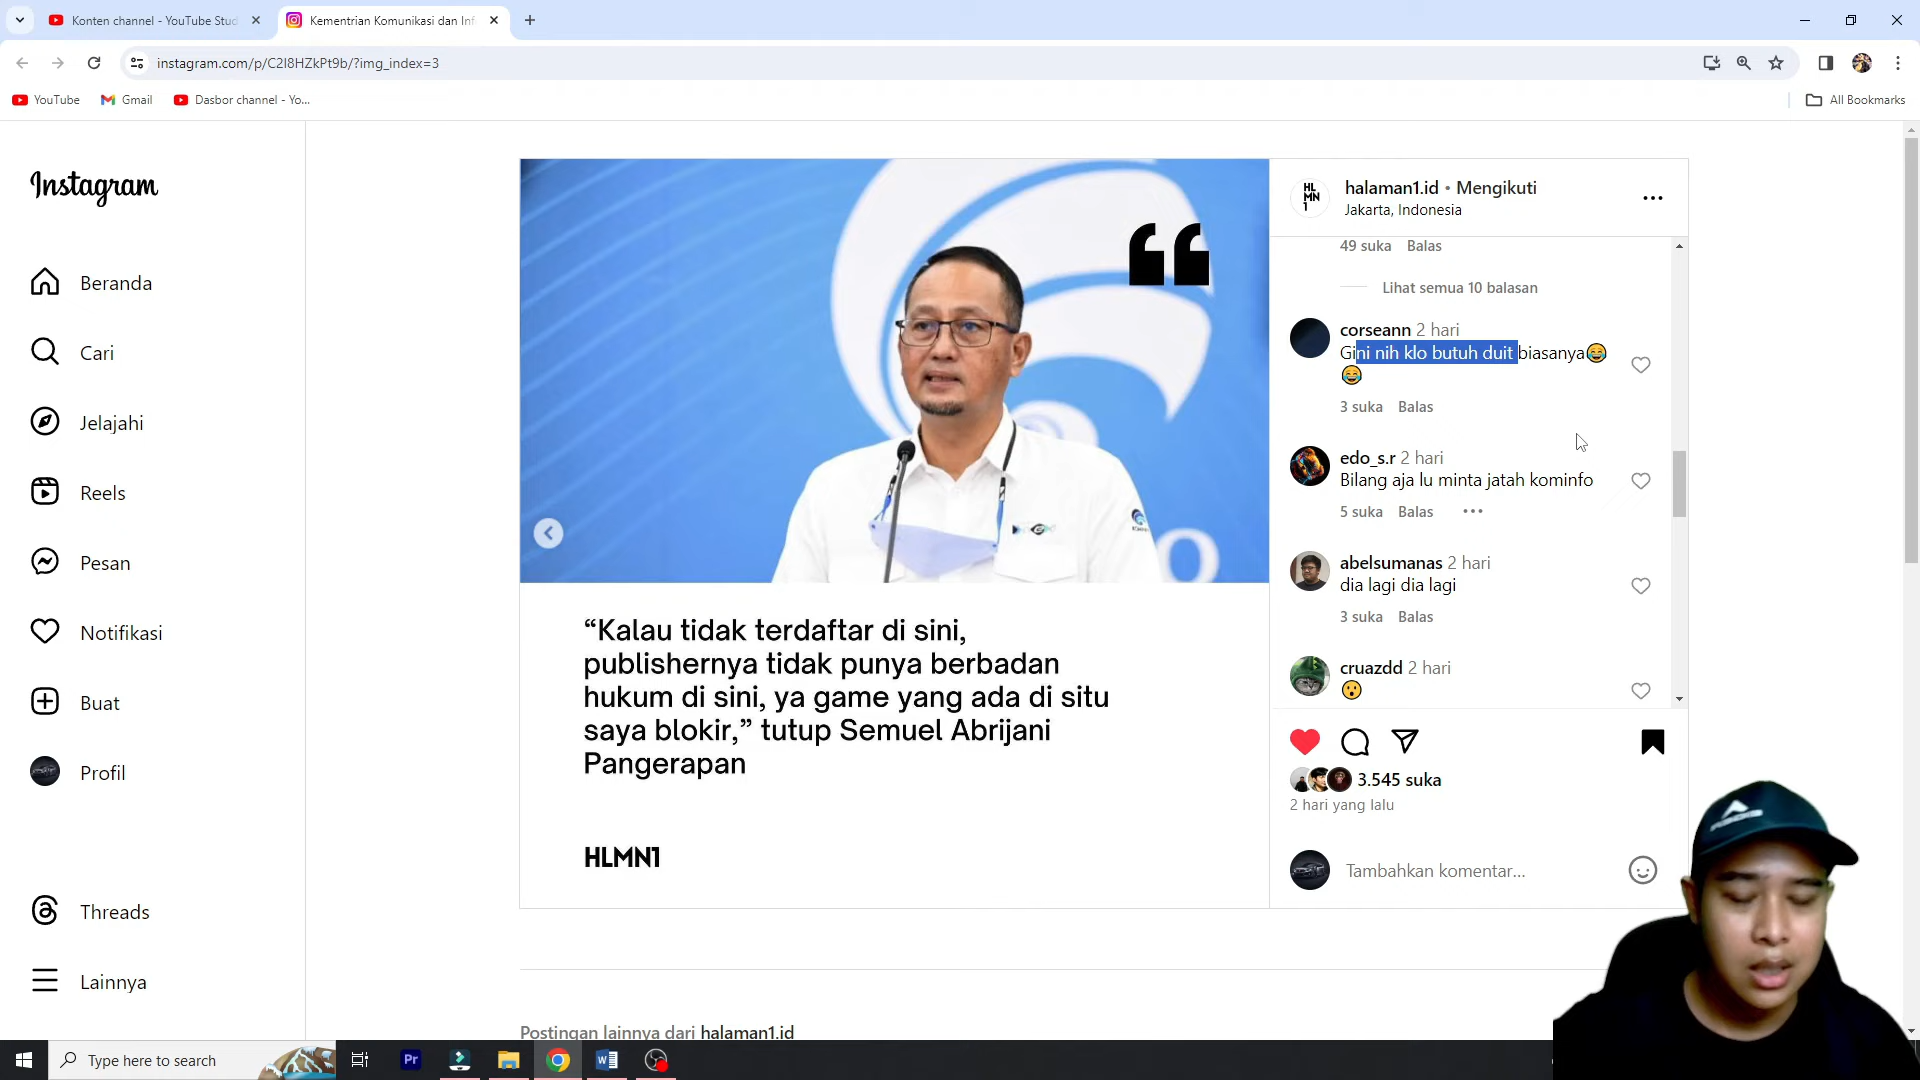 Konten channel - YouTube Stud
Kementrian Komunikasi dan Inf
instagram.com/p/C2I8HZkPt9b/?img_index=3
YouTube
Gmail
Dasbor channel - Yo...
All Bookmarks
Instagram
Beranda
Cari
Jelajahi
Reels
Pesan
Notifikasi
Buat
Profil
Threads
Lainnya
“Kalau tidak terdaftar di sini,
publishernya tidak punya berbadan
hukum di sini, ya game yang ada di situ
saya blokir,” tutup Semuel Abrijani
Pangerapan
HLMN1
HL
MN
1
halaman1.id • Mengikuti
Jakarta, Indonesia
49 suka Balas
Lihat semua 10 balasan
corseann 2 hari
Gini nih klo butuh duit biasanya😂
😂
3 suka Balas
edo_s.r 2 hari
Bilang aja lu minta jatah kominfo
5 suka Balas
abelsumanas 2 hari
dia lagi dia lagi
3 suka Balas
cruazdd 2 hari
😮
3.545 suka
2 hari yang lalu
Tambahkan komentar...
Postingan lainnya dari halaman1.id
Type here to search
Pr